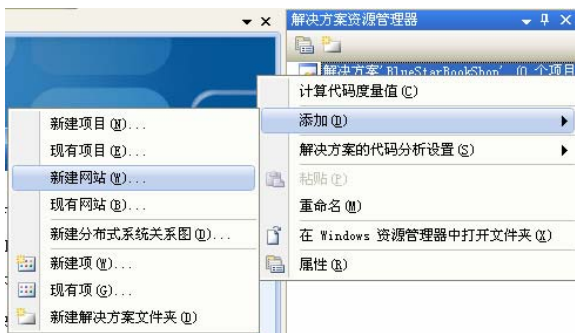 解决方案资源管理器
解决方案'BlueStarBookShop' (0 个项目
计算代码度量值(C)
添加(D)
解决方案的代码分析设置(S)
粘贴(P)
重命名(M)
在 Windows 资源管理器中打开文件夹(X)
属性(R)
新建项目(N)...
现有项目(E)...
新建网站(W)...
现有网站(B)...
新建分布式系统关系图(D)...
新建项(W)...
现有项(G)...
新建解决方案文件夹(D)